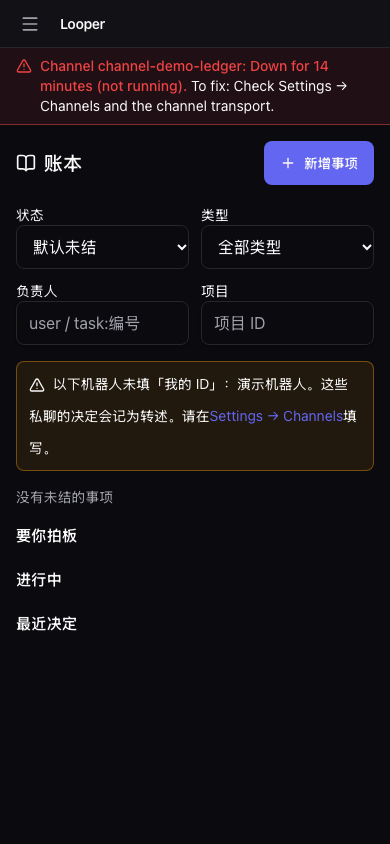 Looper
Channel channel-demo-ledger: Down for 14
minutes (not running). To fix: Check Settings →
Channels and the channel transport.
账本
+ 新增事项
状态
类型
默认未结
全部类型
负责人
项目
user / task:编号
项目 ID
以下机器人未填「我的 ID」：演示机器人。这些
私聊的决定会记为转述。请在Settings → Channels填
写。
没有未结的事项
要你拍板
进行中
最近决定